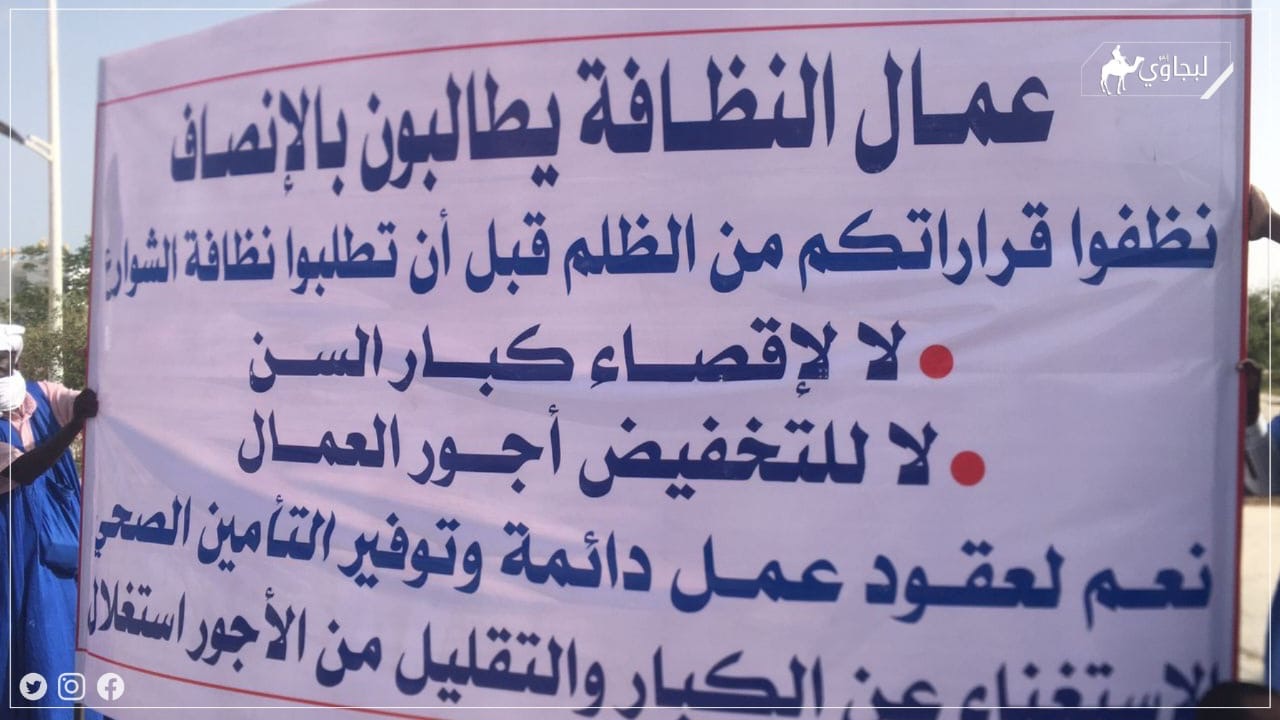 لبجاوّي
عمال النظافة يطالبون بالإنصاف
نظفوا قراراتكم من الظلم قبل أن تطلبوا نظافة الشوارع
لا لإقصاء كبار السن
لا للتخفيض أجور العمال
نعم لعقود عمل دائمة وتوفير التأمين الصحي
الاستغناء عن الكبار والتقليل من الأجور استغلال